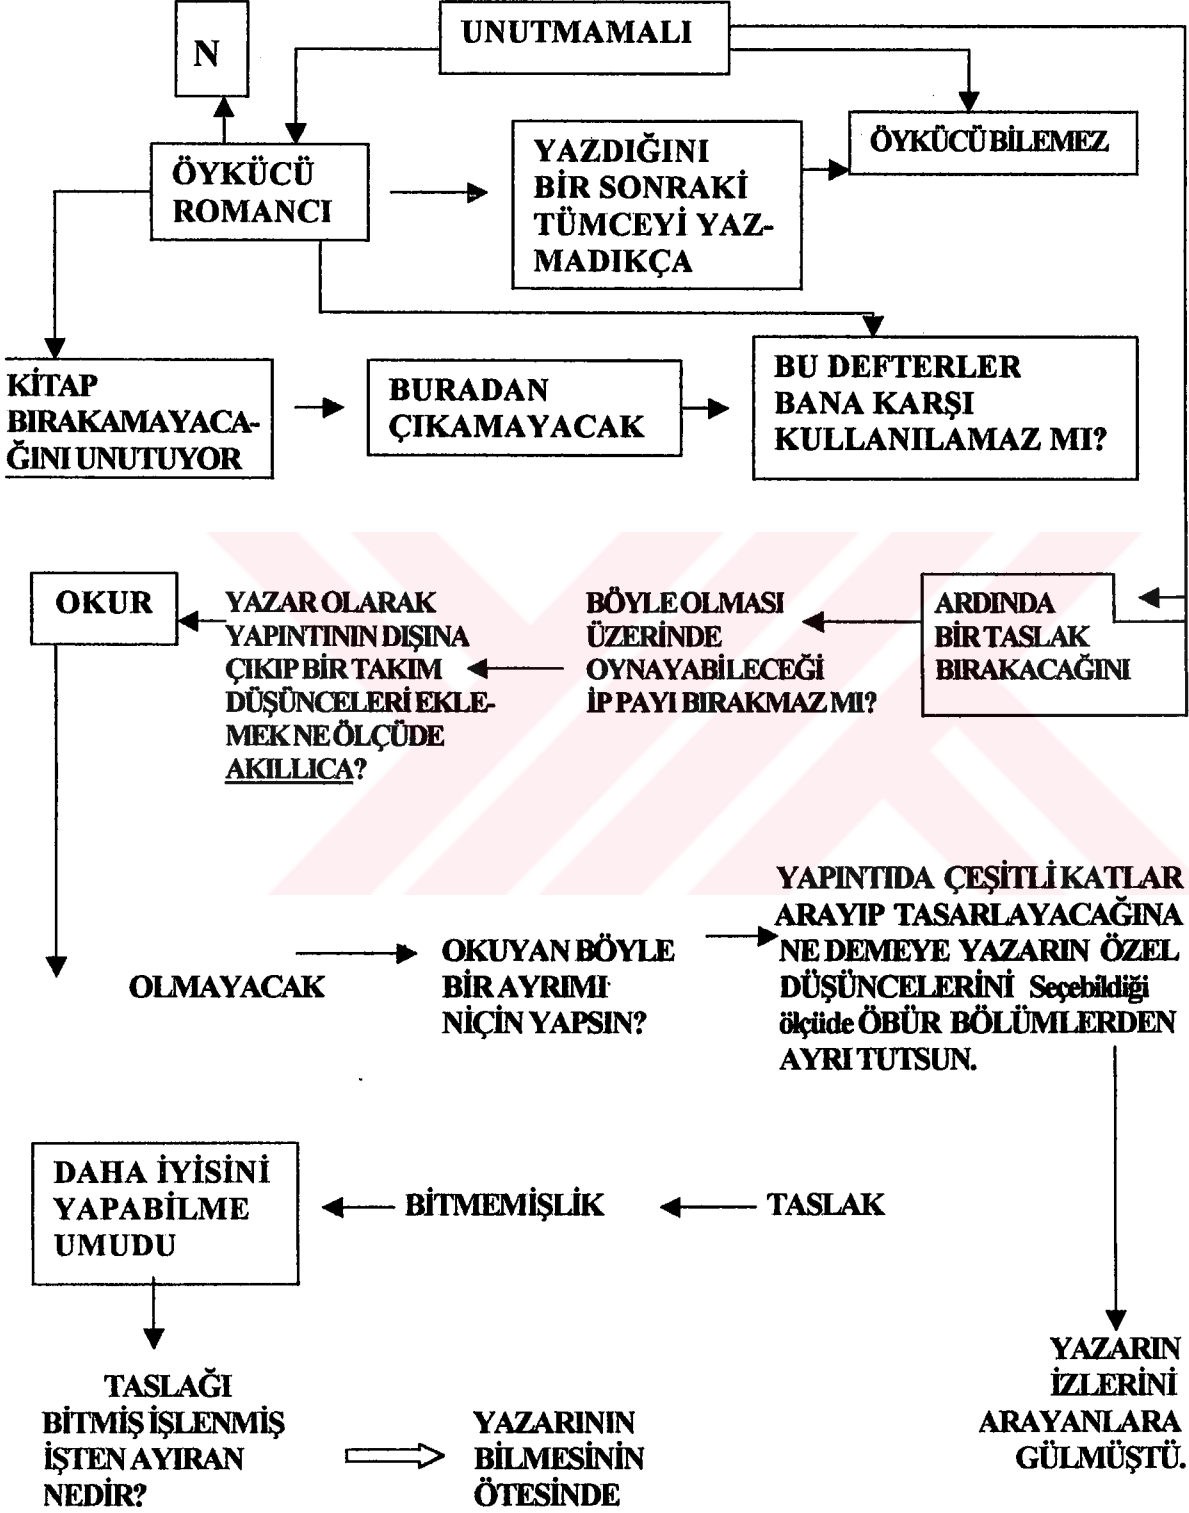 N
UNUTMAMALI
ÖYKÜCÜ
ROMANCI
YAZDIĞINI
BİR SONRAKİ
TÜMCEYİ YAZ-
MADIKÇA
ÖYKÜCÜ BİLEMEZ
KİTAP
BIRAKAMAYACA-
ĞINI UNUTUYOR
BURADAN
ÇIKAMAYACAK
BU DEFTERLER
BANA KARŞI
KULLANILAMAZ MI?
OKUR
YAZAR OLARAK
YAPINTININ DIŞINA
ÇIKIP BİR TAKIM
DÜŞÜNCELERİ EKLE-
MEK NE ÖLÇÜDE
AKILLICA?
BÖYLE OLMASI
ÜZERİNDE
OYNAYABİLECEĞİ
İP PAYI BIRAKMAZ MI?
ARDINDA
BİR TASLAK
BIRAKACAĞINI
OLMAYACAK
OKUYAN BÖYLE
BİR AYRIMI
NİÇİN YAPSIN?
YAPINTIDA ÇEŞİTLİ KATLAR
ARAYIP TASARLAYACAĞINA
NE DEMEYE YAZARIN ÖZEL
DÜŞÜNCELERİNİ Seçebildiği
ölçüde ÖBÜR BÖLÜMLERDEN
AYRI TUTSUN.
DAHA İYİSİNİ
YAPABİLME
UMUDU
BİTMEMİŞLİK
TASLAK
TASLAĞI
BİTMİŞ İŞLENMİŞ
İŞTEN AYIRAN
NEDİR?
YAZARININ
BİLMESİNİN
ÖTESİNDE
YAZARIN
İZLERİNİ
ARAYANLARA
GÜLMÜŞTÜ.